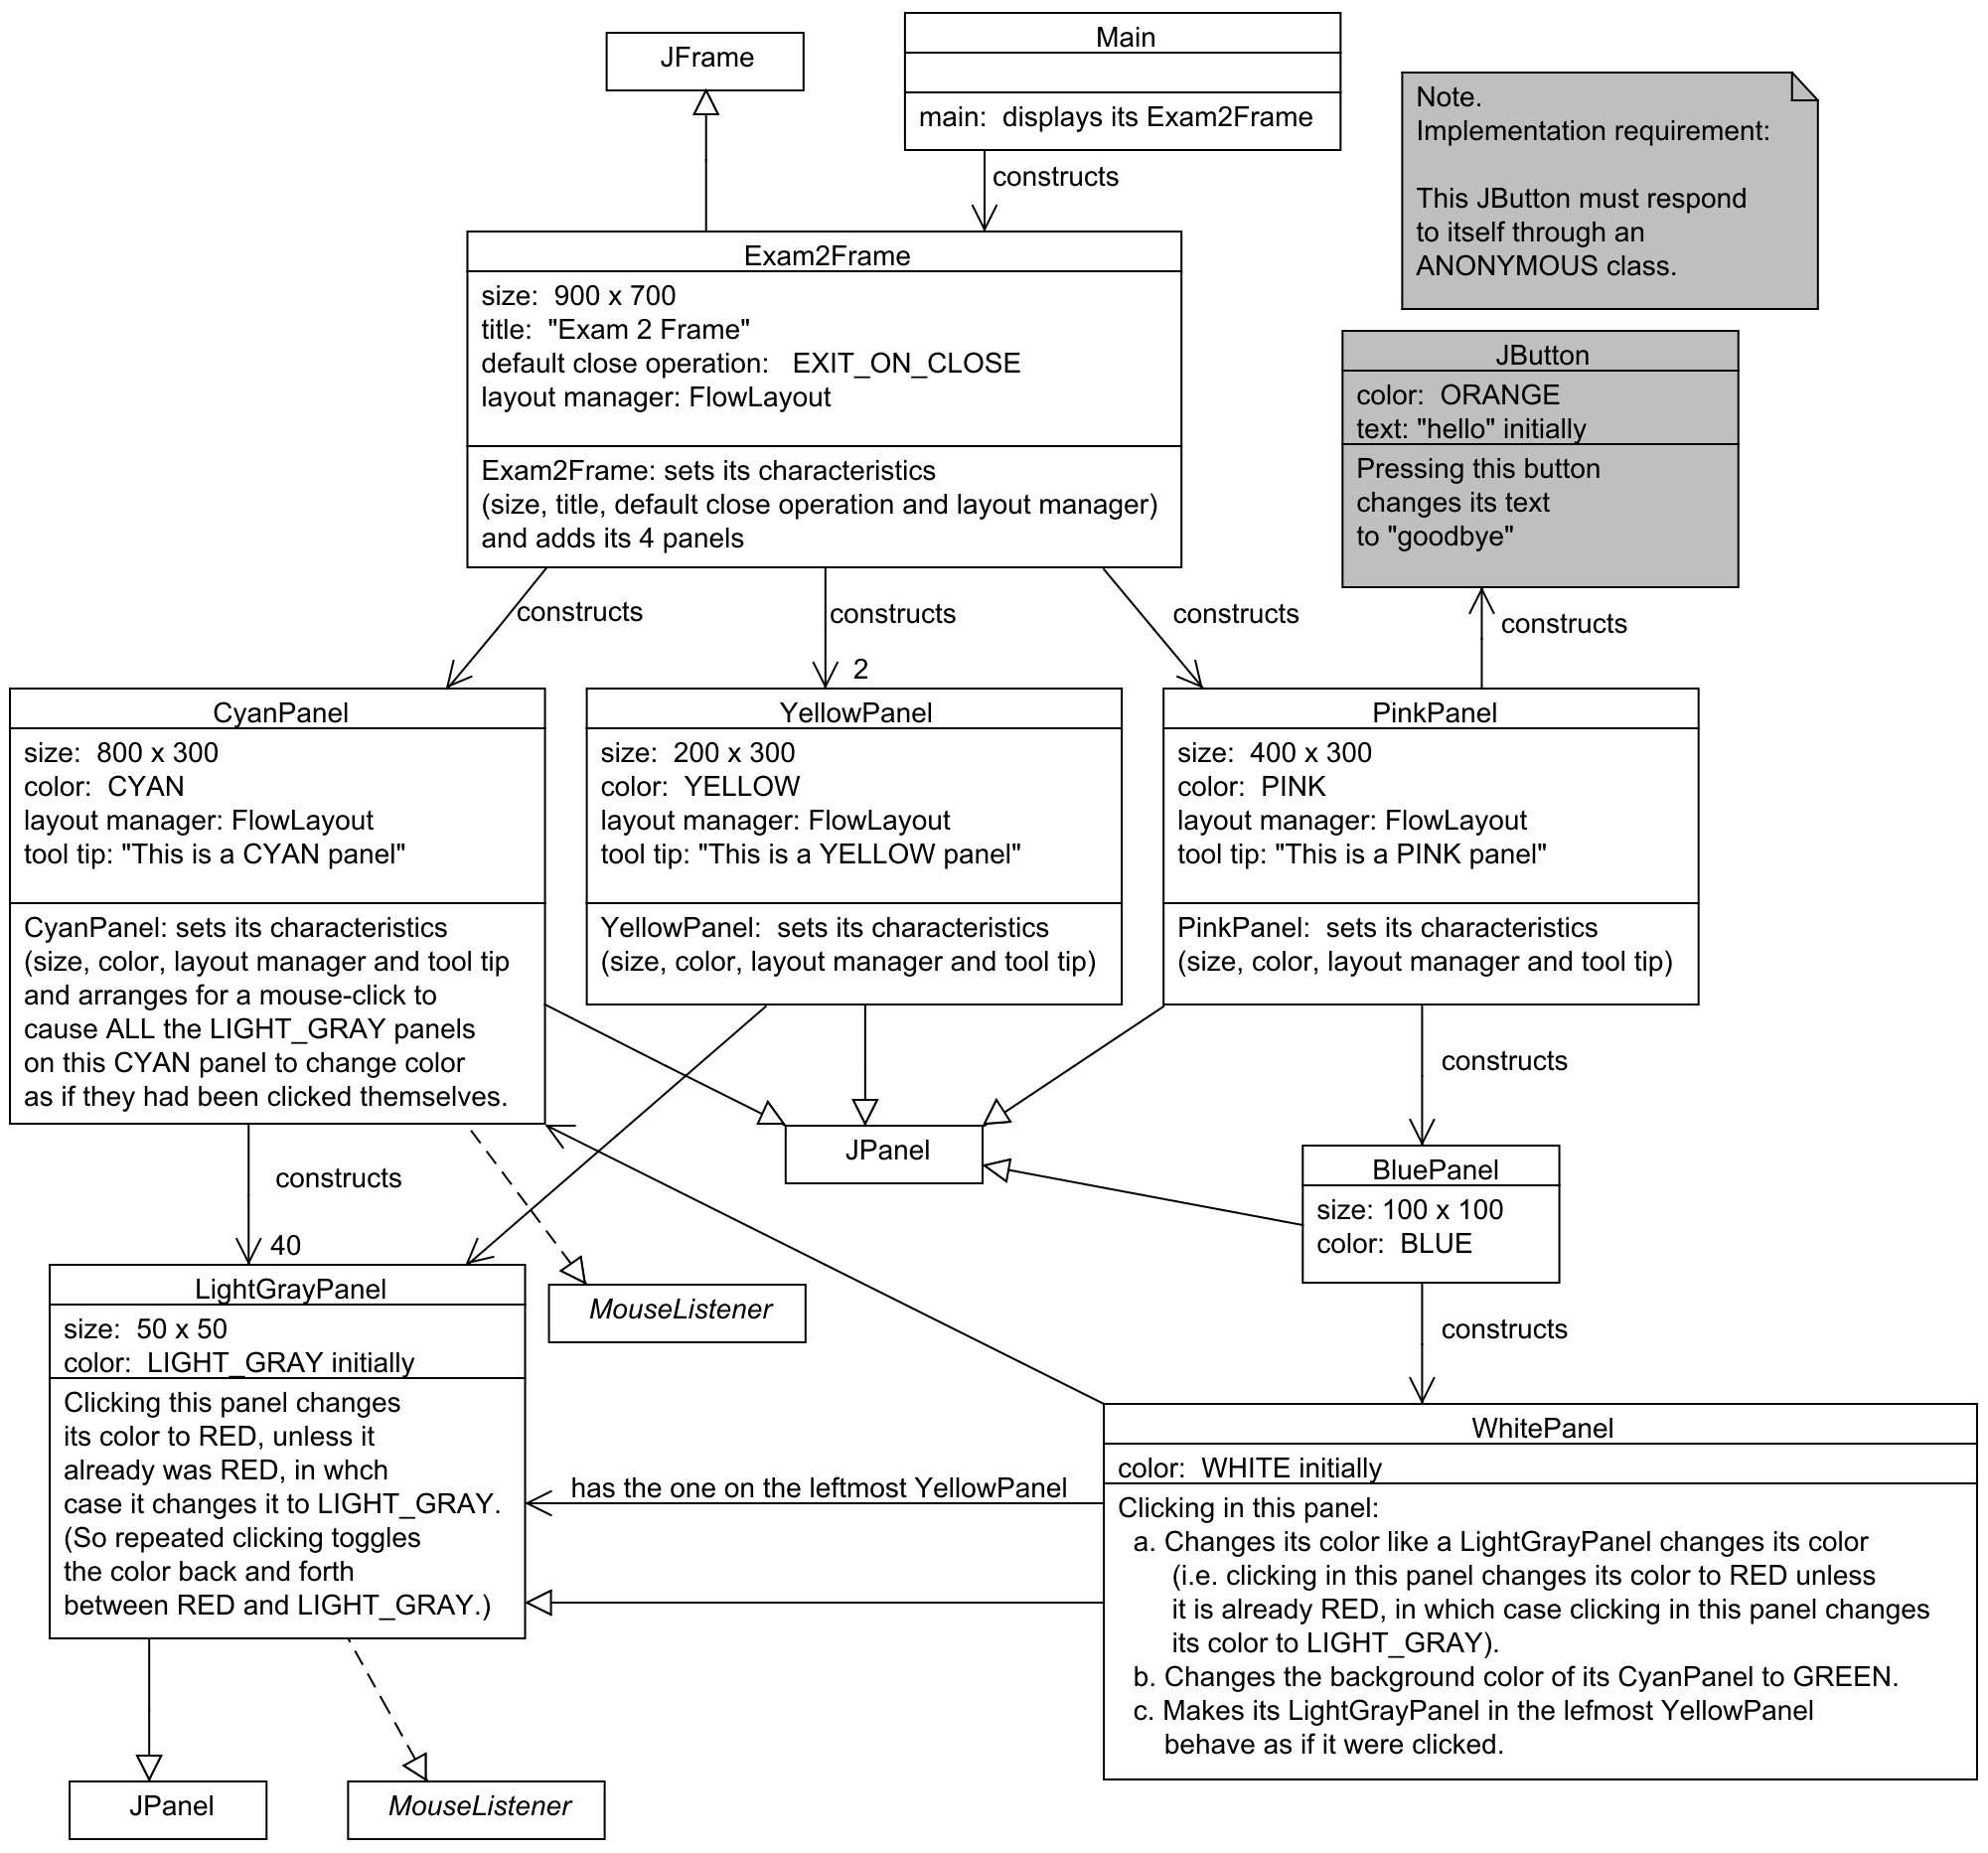 JFrame
Main
main:  displays its Exam2Frame
Note.
Implementation requirement:
This JButton must respond
to itself through an
ANONYMOUS class.
constructs
Exam2Frame
size:  900 x 700
title:  "Exam 2 Frame"
default close operation:   EXIT_ON_CLOSE
layout manager: FlowLayout
Exam2Frame: sets its characteristics
(size, title, default close operation and layout manager)
and adds its 4 panels
JButton
color:  ORANGE
text: "hello" initially
Pressing this button
changes its text
to "goodbye"
constructs
constructs
constructs
constructs
2
CyanPanel
size:  800 x 300
color:  CYAN
layout manager: FlowLayout
tool tip: "This is a CYAN panel"
CyanPanel: sets its characteristics
(size, color, layout manager and tool tip
and arranges for a mouse-click to
cause ALL the LIGHT_GRAY panels
on this CYAN panel to change color
as if they had been clicked themselves.
YellowPanel
size:  200 x 300
color:  YELLOW
layout manager: FlowLayout
tool tip: "This is a YELLOW panel"
YellowPanel:  sets its characteristics
(size, color, layout manager and tool tip)
PinkPanel
size:  400 x 300
color:  PINK
layout manager: FlowLayout
tool tip: "This is a PINK panel"
PinkPanel:  sets its characteristics
(size, color, layout manager and tool tip)
constructs
JPanel
BluePanel
size: 100 x 100
color:  BLUE
constructs
40
LightGrayPanel
size:  50 x 50
color:  LIGHT_GRAY initially
Clicking this panel changes
its color to RED, unless it
already was RED, in whch
case it changes it to LIGHT_GRAY.
(So repeated clicking toggles
the color back and forth
between RED and LIGHT_GRAY.)
MouseListener
constructs
has the one on the leftmost YellowPanel
WhitePanel
color:  WHITE initially
Clicking in this panel:
a. Changes its color like a LightGrayPanel changes its color
(i.e. clicking in this panel changes its color to RED unless
it is already RED, in which case clicking in this panel changes
its color to LIGHT_GRAY).
b. Changes the background color of its CyanPanel to GREEN.
c. Makes its LightGrayPanel in the lefmost YellowPanel
behave as if it were clicked.
JPanel
MouseListener